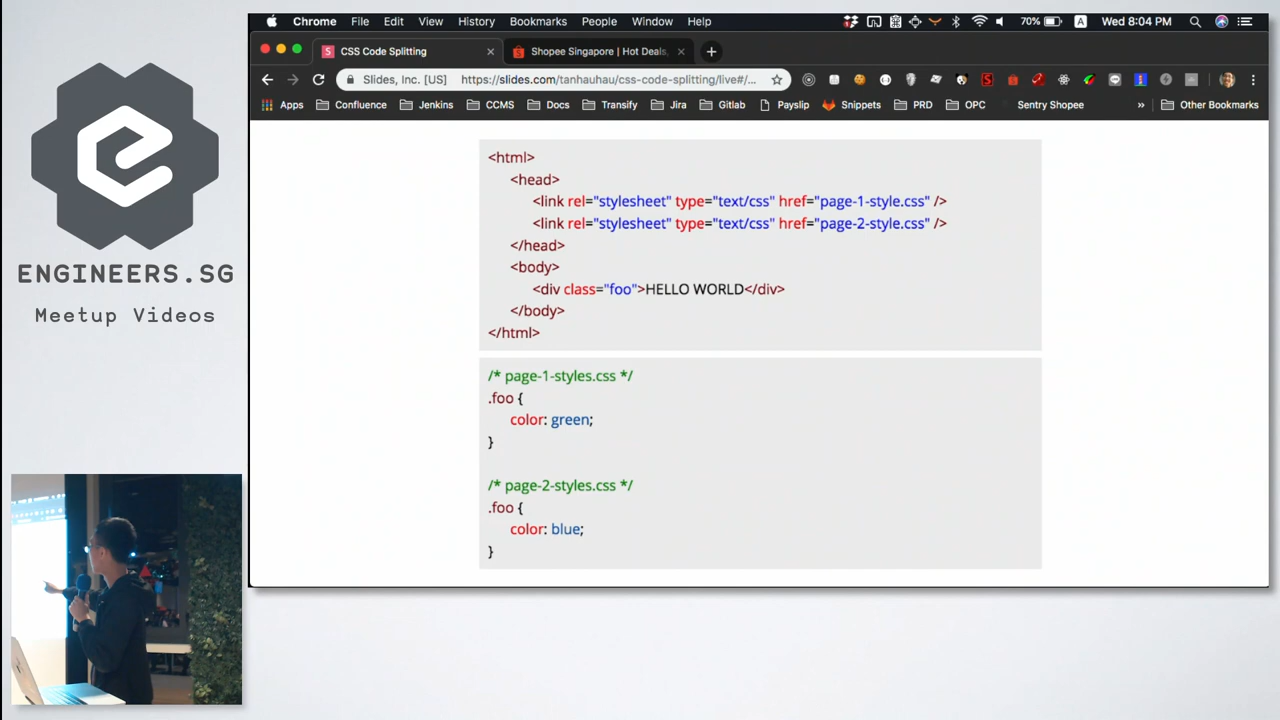 Chrome File Edit View History Bookmarks People Window Help 70% A Wed 8:04 PM
CSS Code Splitting × Shopee Singapore | Hot Deals, × +
Slides, Inc. [US] https://slides.com/tanhauhau/css-code-splitting/live#/...
Apps Confluence Jenkins CCMS Docs Transify Jira Gitlab Payslip Snippets PRD OPC Sentry Shopee » Other Bookmarks
ENGINEERS.SG
Meetup Videos
<html>
<head>
<link rel="stylesheet" type="text/css" href="page-1-style.css" />
<link rel="stylesheet" type="text/css" href="page-2-style.css" />
</head>
<body>
<div class="foo">HELLO WORLD</div>
</body>
</html>
/* page-1-styles.css */
.foo {
color: green;
}
/* page-2-styles.css */
.foo {
color: blue;
}